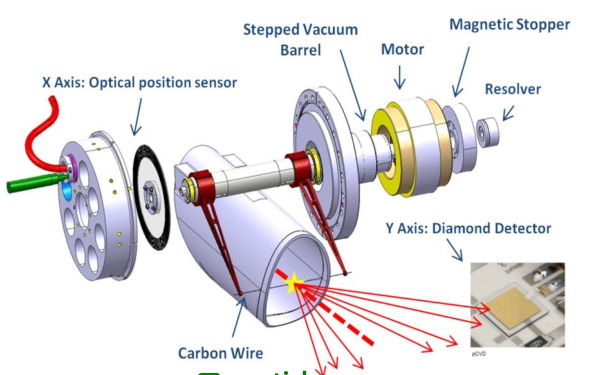 Stepped Vacuum
Barrel
Motor
Magnetic Stopper
X Axis: Optical position sensor
Resolver
Y Axis: Diamond Detector
pCVD
Carbon Wire